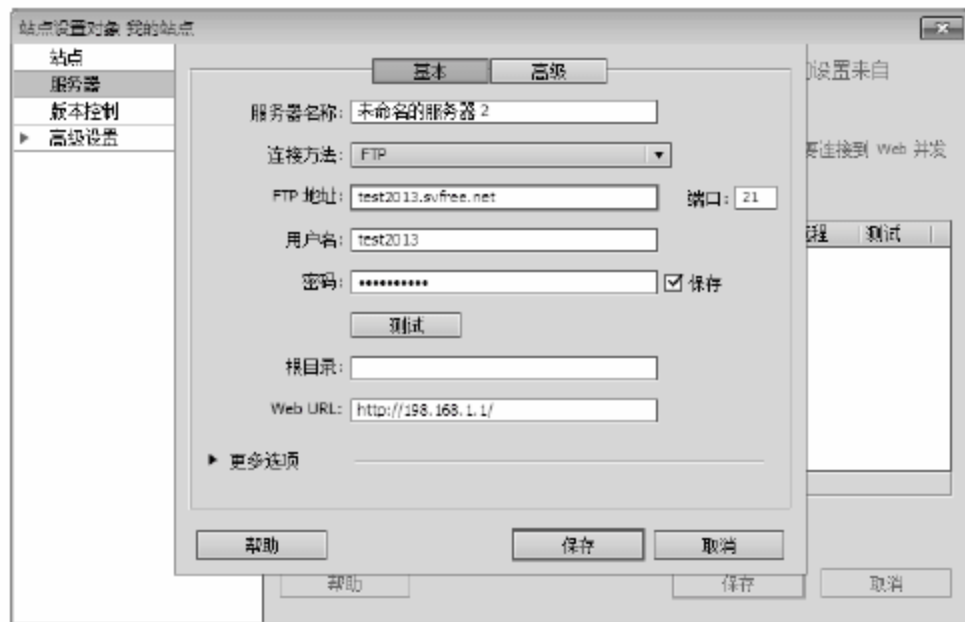 站点设置对象 我的站点
站点
服务器
版本控制
高级设置
基本 高级
服务器名称: 未命名的服务器 2
连接方法: FTP
FTP 地址: test2013.svfree.net 端口: 21
用户名: test2013
密码: •••••••••• 保存
测试
根目录:
Web URL: http://198.168.1.1/
更多选项
帮助 保存 取消
设置来自
要连接到 Web 并发
程 测试
帮助 保存 取消